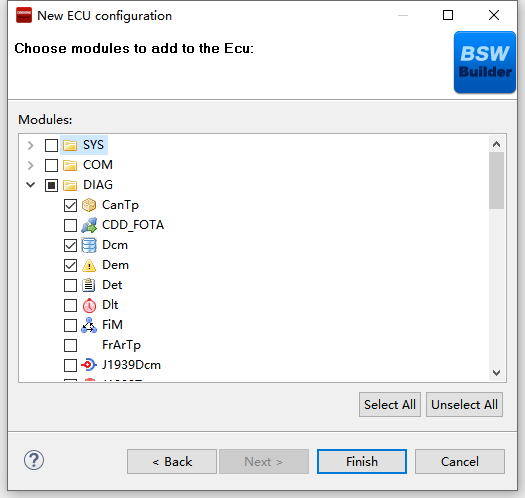 New ECU configuration
Choose modules to add to the Ecu:
BSW
Builder
Modules:
SYS
COM
DIAG
CanTp
CDD_FOTA
Dcm
Dem
Det
Dlt
FiM
FrArTp
J1939Dcm
Select All
Unselect All
< Back
Next >
Finish
Cancel